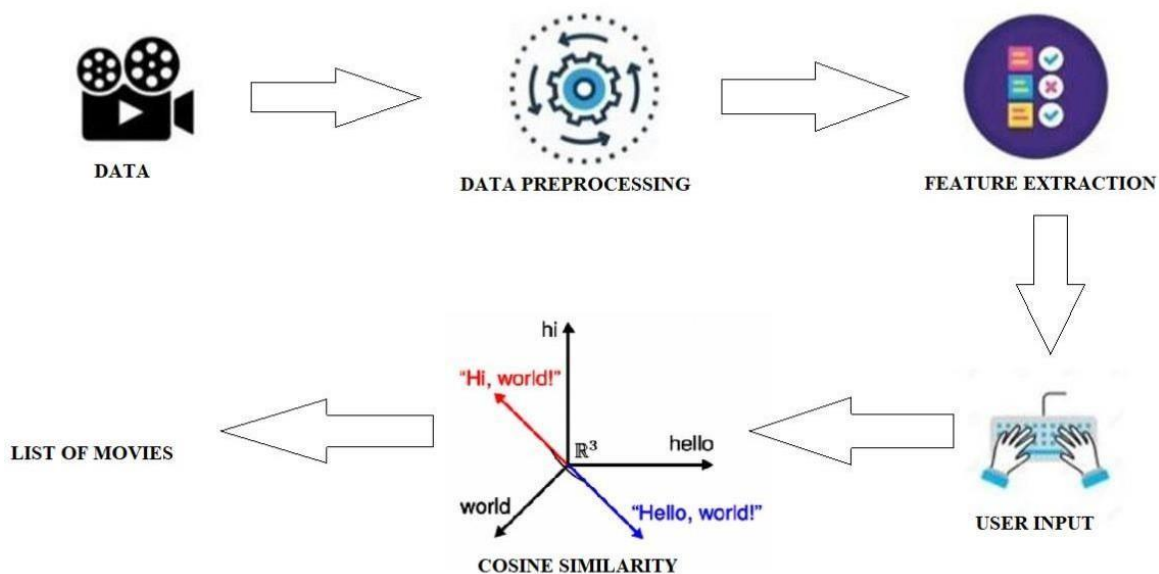 DATA
DATA PREPROCESSING
FEATURE EXTRACTION
hi
"Hi, world!"
ℝ³
hello
world
"Hello, world!"
COSINE SIMILARITY
USER INPUT
LIST OF MOVIES